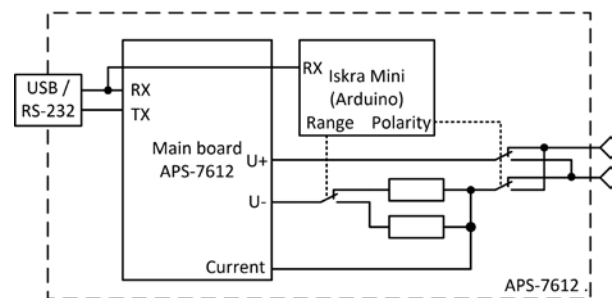 USB /
RS-232
RX
TX
Main board
APS-7612
U+
U-
Current
RX
Iskra Mini
(Arduino)
Range Polarity
APS-7612 .